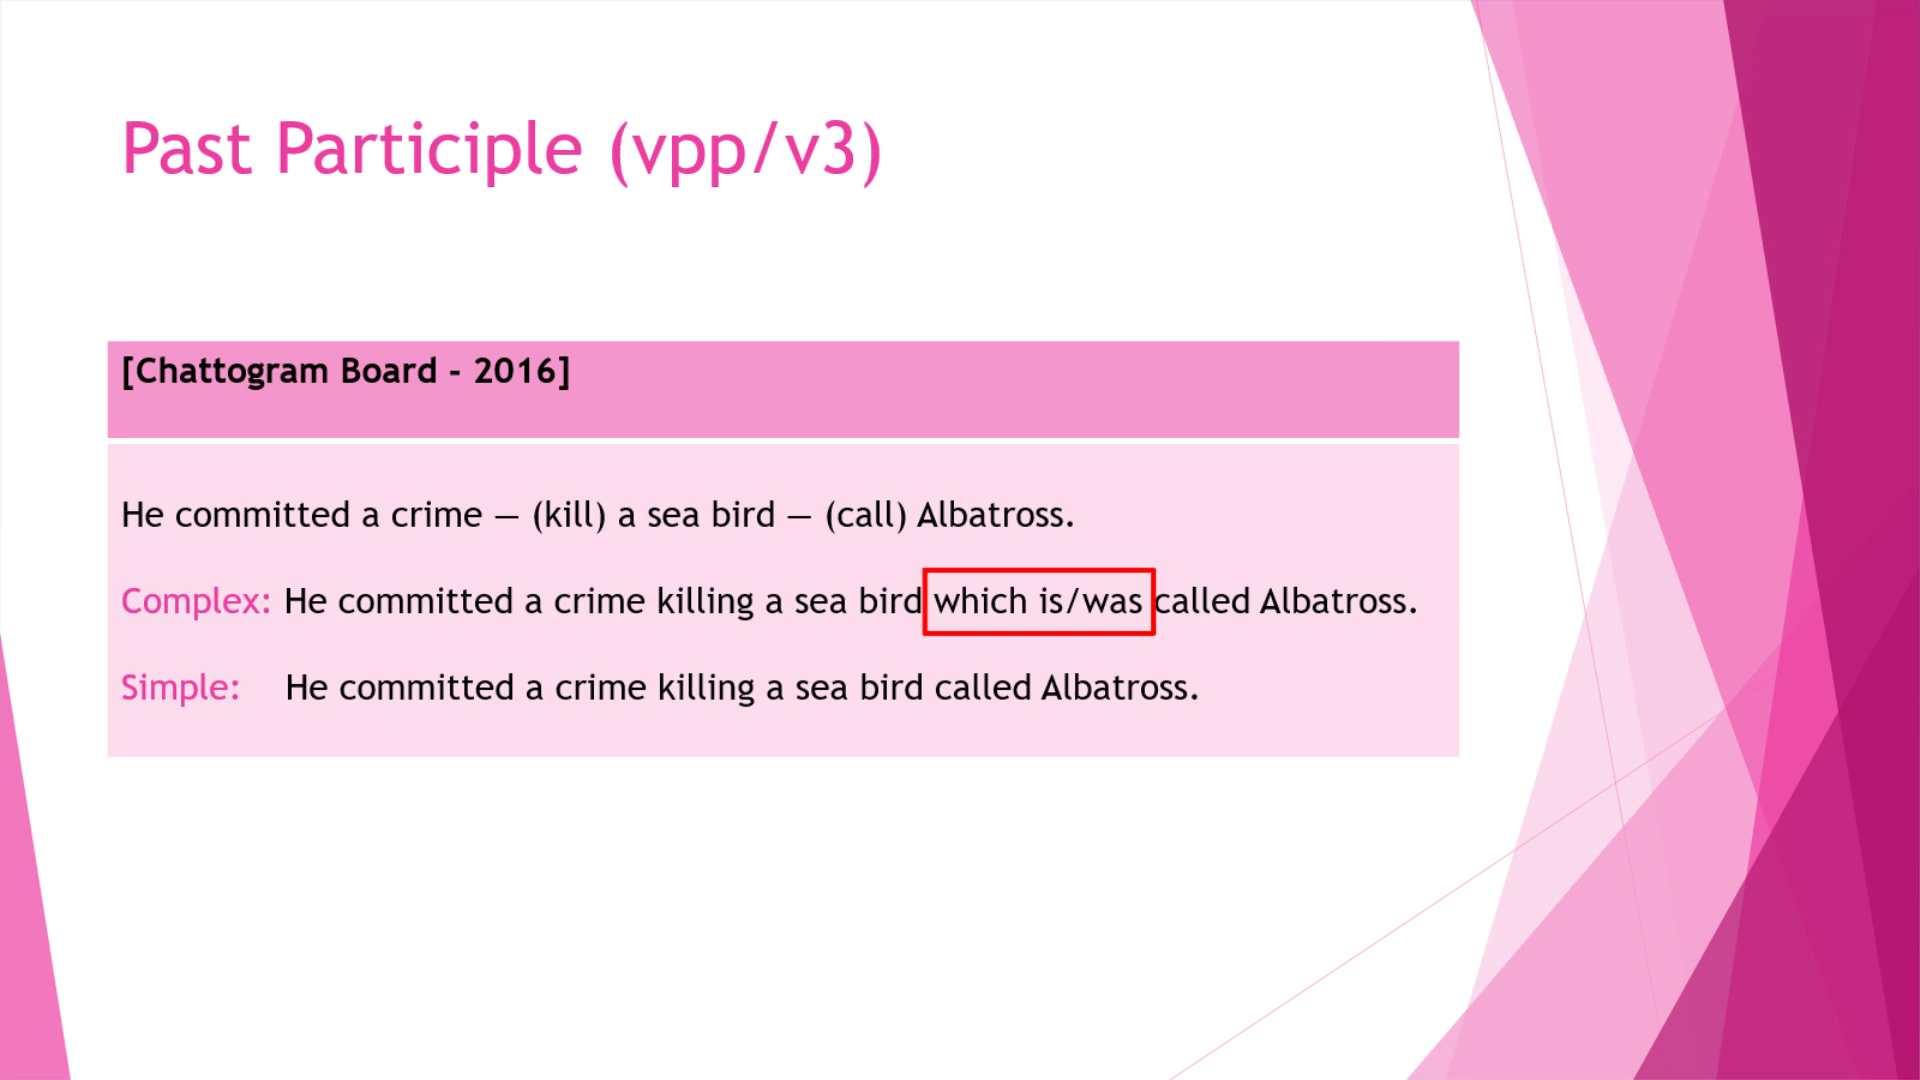 Past Participle (vpp/v3)
[Chattogram Board - 2016]
He committed a crime — (kill) a sea bird — (call) Albatross.
Complex: He committed a crime killing a sea bird which is/was called Albatross.
Simple: He committed a crime killing a sea bird called Albatross.